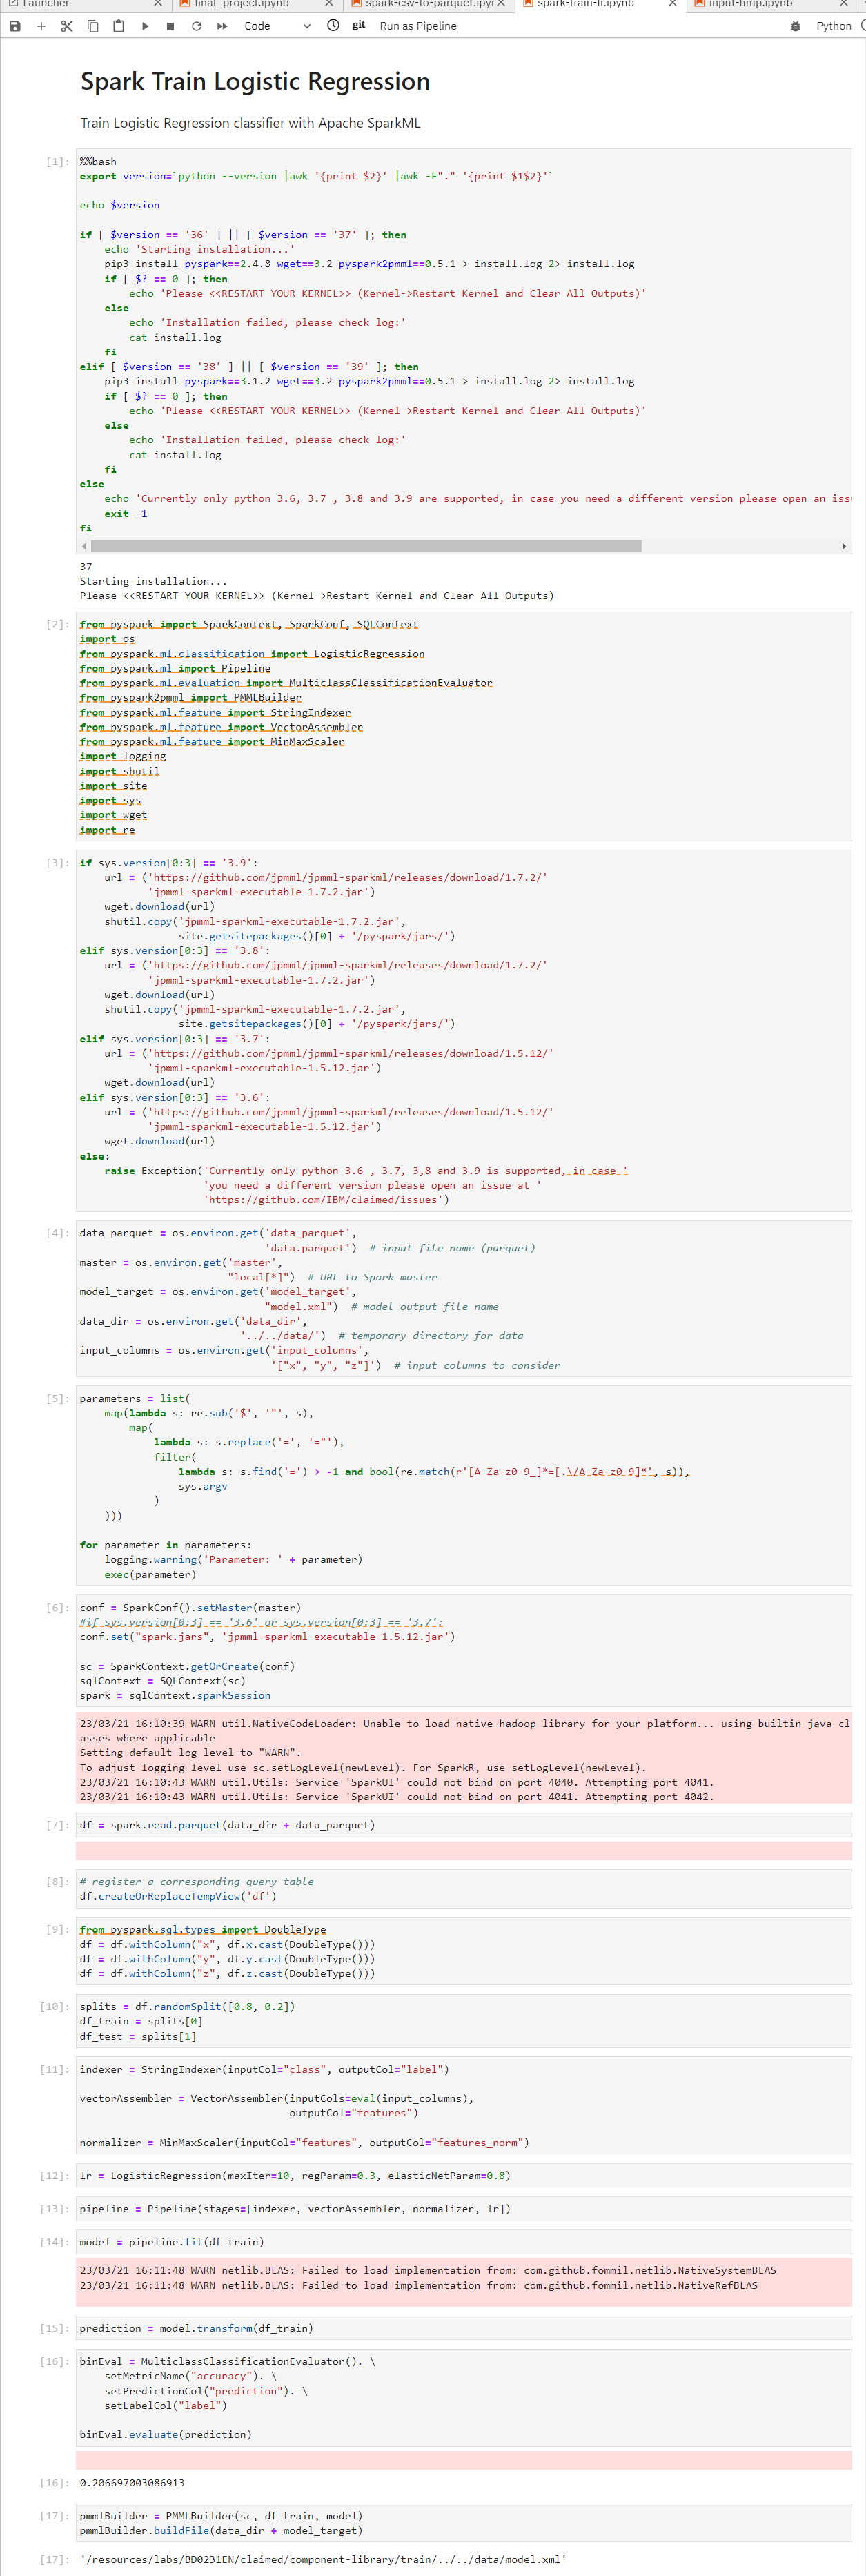 Launcher
final_project.ipynb
spark-csv-to-parquet.ipyr
spark-train-lr.ipynb
input-hmp.ipynb
Code
git
Run as Pipeline
Python
Spark Train Logistic Regression
Train Logistic Regression classifier with Apache SparkML
[1]:
%%bash
export version=`python --version |awk '{print $2}' |awk -F"." '{print $1$2}'`
echo $version
if [ $version == '36' ] || [ $version == '37' ]; then
    echo 'Starting installation...'
    pip3 install pyspark==2.4.8 wget==3.2 pyspark2pmml==0.5.1 > install.log 2> install.log
    if [ $? == 0 ]; then
        echo 'Please <<RESTART YOUR KERNEL>> (Kernel->Restart Kernel and Clear All Outputs)'
    else
        echo 'Installation failed, please check log:'
        cat install.log
    fi
elif [ $version == '38' ] || [ $version == '39' ]; then
    pip3 install pyspark==3.1.2 wget==3.2 pyspark2pmml==0.5.1 > install.log 2> install.log
    if [ $? == 0 ]; then
        echo 'Please <<RESTART YOUR KERNEL>> (Kernel->Restart Kernel and Clear All Outputs)'
    else
        echo 'Installation failed, please check log:'
        cat install.log
    fi
else
    echo 'Currently only python 3.6, 3.7 , 3.8 and 3.9 are supported, in case you need a different version please open an iss
    exit -1
fi
37
Starting installation...
Please <<RESTART YOUR KERNEL>> (Kernel->Restart Kernel and Clear All Outputs)
[2]:
from pyspark import SparkContext, SparkConf, SQLContext
import os
from pyspark.ml.classification import LogisticRegression
from pyspark.ml import Pipeline
from pyspark.ml.evaluation import MulticlassClassificationEvaluator
from pyspark2pmml import PMMLBuilder
from pyspark.ml.feature import StringIndexer
from pyspark.ml.feature import VectorAssembler
from pyspark.ml.feature import MinMaxScaler
import logging
import shutil
import site
import sys
import wget
import re
[3]:
if sys.version[0:3] == '3.9':
    url = ('https://github.com/jpmml/jpmml-sparkml/releases/download/1.7.2/'
           'jpmml-sparkml-executable-1.7.2.jar')
    wget.download(url)
    shutil.copy('jpmml-sparkml-executable-1.7.2.jar',
                site.getsitepackages()[0] + '/pyspark/jars/')
elif sys.version[0:3] == '3.8':
    url = ('https://github.com/jpmml/jpmml-sparkml/releases/download/1.7.2/'
           'jpmml-sparkml-executable-1.7.2.jar')
    wget.download(url)
    shutil.copy('jpmml-sparkml-executable-1.7.2.jar',
                site.getsitepackages()[0] + '/pyspark/jars/')
elif sys.version[0:3] == '3.7':
    url = ('https://github.com/jpmml/jpmml-sparkml/releases/download/1.5.12/'
           'jpmml-sparkml-executable-1.5.12.jar')
    wget.download(url)
elif sys.version[0:3] == '3.6':
    url = ('https://github.com/jpmml/jpmml-sparkml/releases/download/1.5.12/'
           'jpmml-sparkml-executable-1.5.12.jar')
    wget.download(url)
else:
    raise Exception('Currently only python 3.6 , 3.7, 3,8 and 3.9 is supported, in case '
                    'you need a different version please open an issue at '
                    'https://github.com/IBM/claimed/issues')
[4]:
data_parquet = os.environ.get('data_parquet',
                              'data.parquet')  # input file name (parquet)
master = os.environ.get('master',
                        "local[*]")  # URL to Spark master
model_target = os.environ.get('model_target',
                              "model.xml")  # model output file name
data_dir = os.environ.get('data_dir',
                          '../../data/')  # temporary directory for data
input_columns = os.environ.get('input_columns',
                               '["x", "y", "z"]')  # input columns to consider
[5]:
parameters = list(
    map(lambda s: re.sub('$', '"', s),
        map(
            lambda s: s.replace('=', '="'),
            filter(
                lambda s: s.find('=') > -1 and bool(re.match(r'[A-Za-z0-9_]*=[.\/A-Za-z0-9]*', s)),
                sys.argv
            )
    )))
for parameter in parameters:
    logging.warning('Parameter: ' + parameter)
    exec(parameter)
[6]:
conf = SparkConf().setMaster(master)
#if sys.version[0:3] == '3.6' or sys.version[0:3] == '3.7':
conf.set("spark.jars", 'jpmml-sparkml-executable-1.5.12.jar')
sc = SparkContext.getOrCreate(conf)
sqlContext = SQLContext(sc)
spark = sqlContext.sparkSession
23/03/21 16:10:39 WARN util.NativeCodeLoader: Unable to load native-hadoop library for your platform... using builtin-java cl
asses where applicable
Setting default log level to "WARN".
To adjust logging level use sc.setLogLevel(newLevel). For SparkR, use setLogLevel(newLevel).
23/03/21 16:10:43 WARN util.Utils: Service 'SparkUI' could not bind on port 4040. Attempting port 4041.
23/03/21 16:10:43 WARN util.Utils: Service 'SparkUI' could not bind on port 4041. Attempting port 4042.
[7]:
df = spark.read.parquet(data_dir + data_parquet)
[8]:
# register a corresponding query table
df.createOrReplaceTempView('df')
[9]:
from pyspark.sql.types import DoubleType
df = df.withColumn("x", df.x.cast(DoubleType()))
df = df.withColumn("y", df.y.cast(DoubleType()))
df = df.withColumn("z", df.z.cast(DoubleType()))
[10]:
splits = df.randomSplit([0.8, 0.2])
df_train = splits[0]
df_test = splits[1]
[11]:
indexer = StringIndexer(inputCol="class", outputCol="label")
vectorAssembler = VectorAssembler(inputCols=eval(input_columns),
                                  outputCol="features")
normalizer = MinMaxScaler(inputCol="features", outputCol="features_norm")
[12]:
lr = LogisticRegression(maxIter=10, regParam=0.3, elasticNetParam=0.8)
[13]:
pipeline = Pipeline(stages=[indexer, vectorAssembler, normalizer, lr])
[14]:
model = pipeline.fit(df_train)
23/03/21 16:11:48 WARN netlib.BLAS: Failed to load implementation from: com.github.fommil.netlib.NativeSystemBLAS
23/03/21 16:11:48 WARN netlib.BLAS: Failed to load implementation from: com.github.fommil.netlib.NativeRefBLAS
[15]:
prediction = model.transform(df_train)
[16]:
binEval = MulticlassClassificationEvaluator(). \
    setMetricName("accuracy"). \
    setPredictionCol("prediction"). \
    setLabelCol("label")
binEval.evaluate(prediction)
[16]: 0.206697003086913
[17]:
pmmlBuilder = PMMLBuilder(sc, df_train, model)
pmmlBuilder.buildFile(data_dir + model_target)
[17]: '/resources/labs/BD0231EN/claimed/component-library/train/../../data/model.xml'